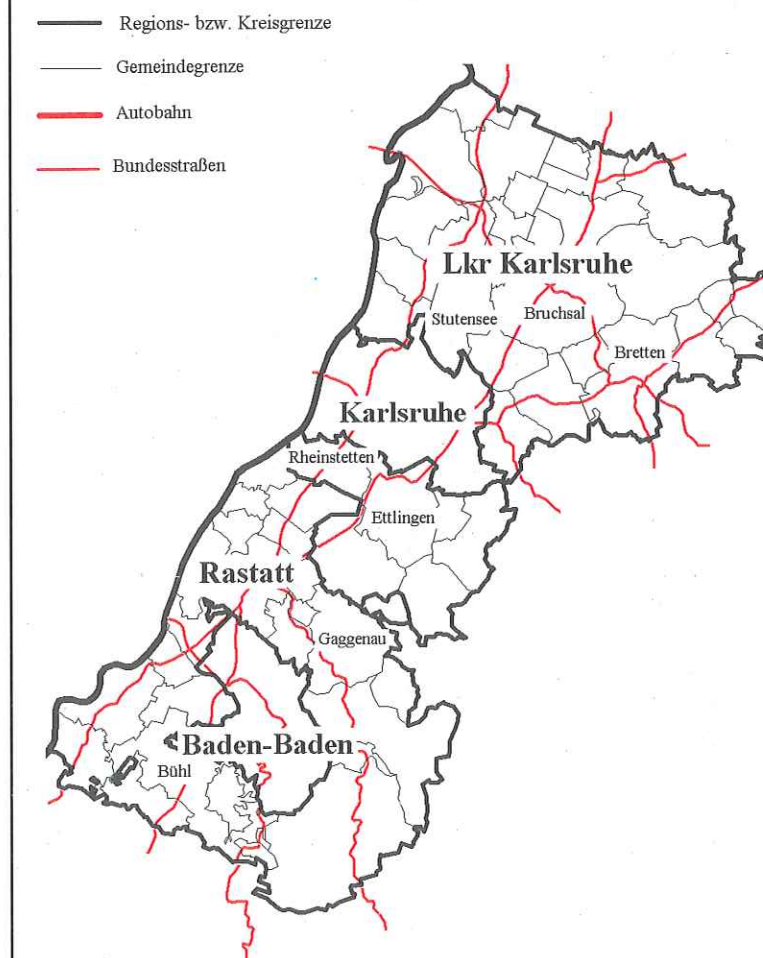 Regions- bzw. Kreisgrenze
Gemeindegrenze
Autobahn
Bundesstraßen
Lkr Karlsruhe
Stutensee
Bruchsal
Bretten
Karlsruhe
Rheinstetten
Ettlingen
Rastatt
Gaggenau
Baden-Baden
Bühl